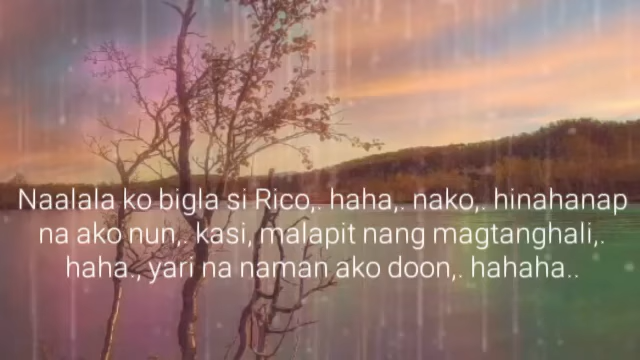 Naalala ko bigla si Rico,. haha,. nako,. hinahanap
na ako nun,. kasi, malapit nang magtanghali,.
haha., yari na naman ako doon,. hahaha..